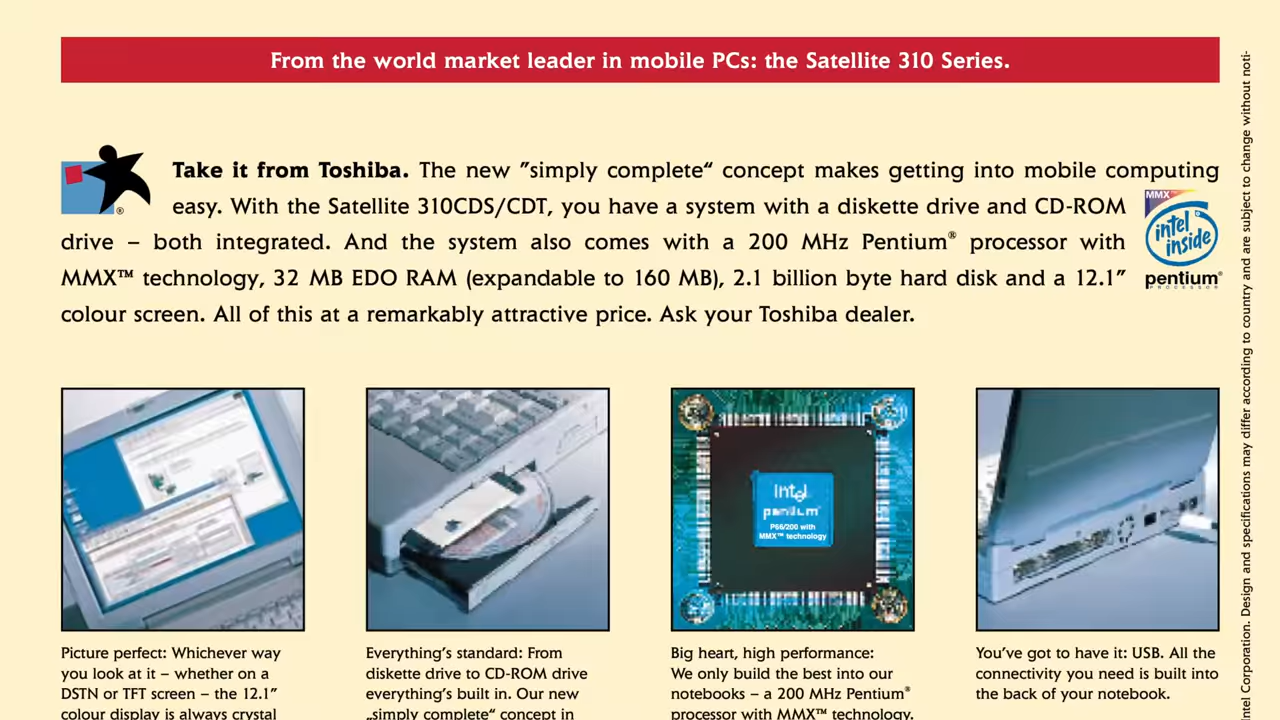 From the world market leader in mobile PCs: the Satellite 310 Series.
Take it from Toshiba. The new ″simply complete“ concept makes getting into mobile computing
easy. With the Satellite 310CDS/CDT, you have a system with a diskette drive and CD-ROM
drive – both integrated. And the system also comes with a 200 MHz Pentium® processor with
MMX™ technology, 32 MB EDO RAM (expandable to 160 MB), 2.1 billion byte hard disk and a 12.1″
colour screen. All of this at a remarkably attractive price. Ask your Toshiba dealer.
®
MMX™
intel®
inside
pentium®
PROCESSOR
intel
pentium®
P66/200 with
MMX™ technology
Picture perfect: Whichever way
you look at it – whether on a
DSTN or TFT screen – the 12.1″
colour display is always crystal
Everything’s standard: From
diskette drive to CD-ROM drive
everything’s built in. Our new
„simply complete“ concept in
Big heart, high performance:
We only build the best into our
notebooks – a 200 MHz Pentium®
processor with MMX™ technology.
You’ve got to have it: USB. All the
connectivity you need is built into
the back of your notebook.
Intel Corporation. Design and specifications may differ according to country and are subject to change without noti-